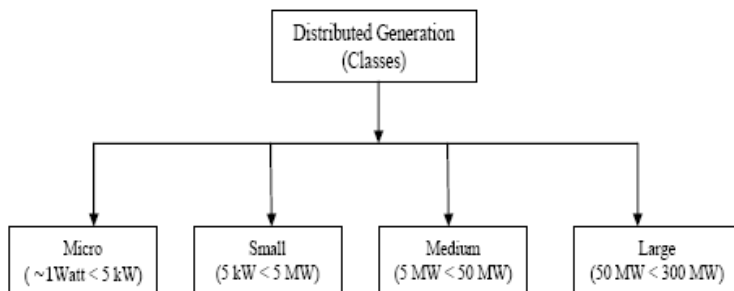 Distributed Generation
(Classes)
Micro
( ~1Watt < 5 kW)
Small
(5 kW < 5 MW)
Medium
(5 MW < 50 MW)
Large
(50 MW < 300 MW)